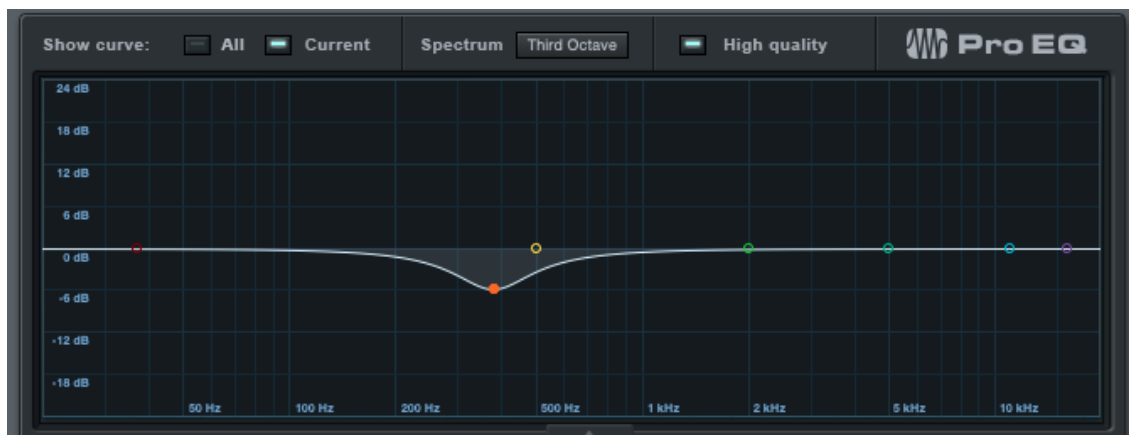 Show curve: All Current Spectrum Third Octave High quality Pro EQ
24 dB
18 dB
12 dB
6 dB
0 dB
-6 dB
-12 dB
-18 dB
50 Hz 100 Hz 200 Hz 500 Hz 1 kHz 2 kHz 5 kHz 10 kHz